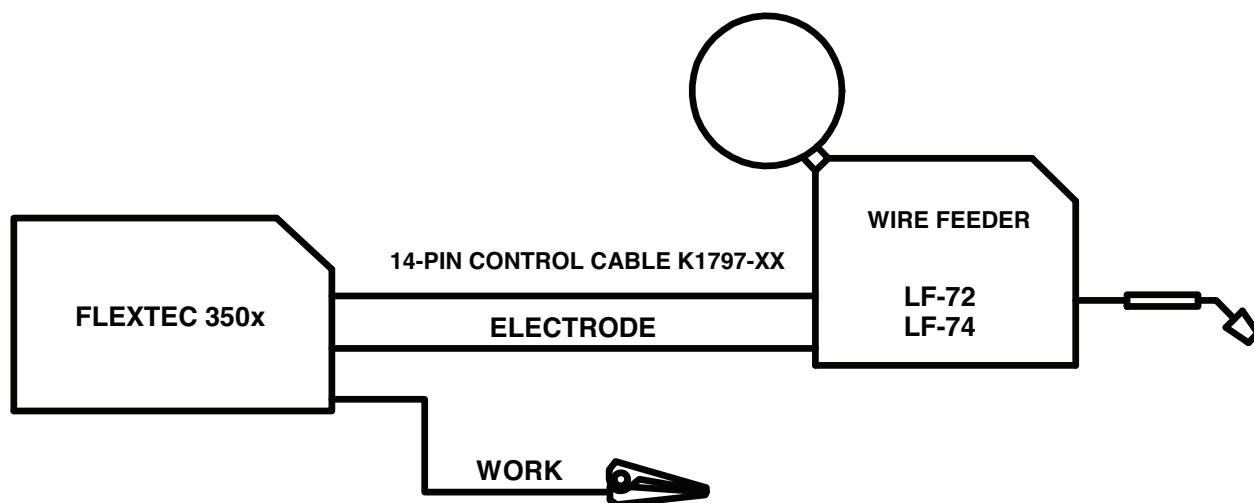 WIRE FEEDER
14-PIN CONTROL CABLE K1797-XX
LF-72
FLEXTEC 350x
ELECTRODE
LF-74
WORK